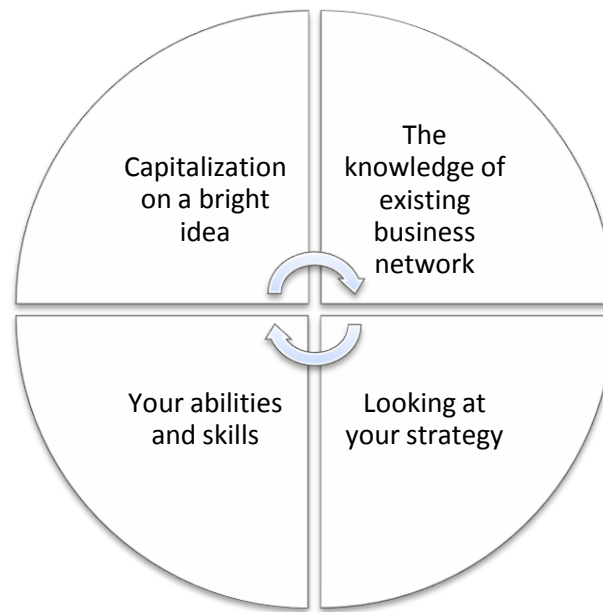 Capitalization
on a bright
idea
The
knowledge of
existing
business
network
Your abilities
and skills
Looking at
your strategy